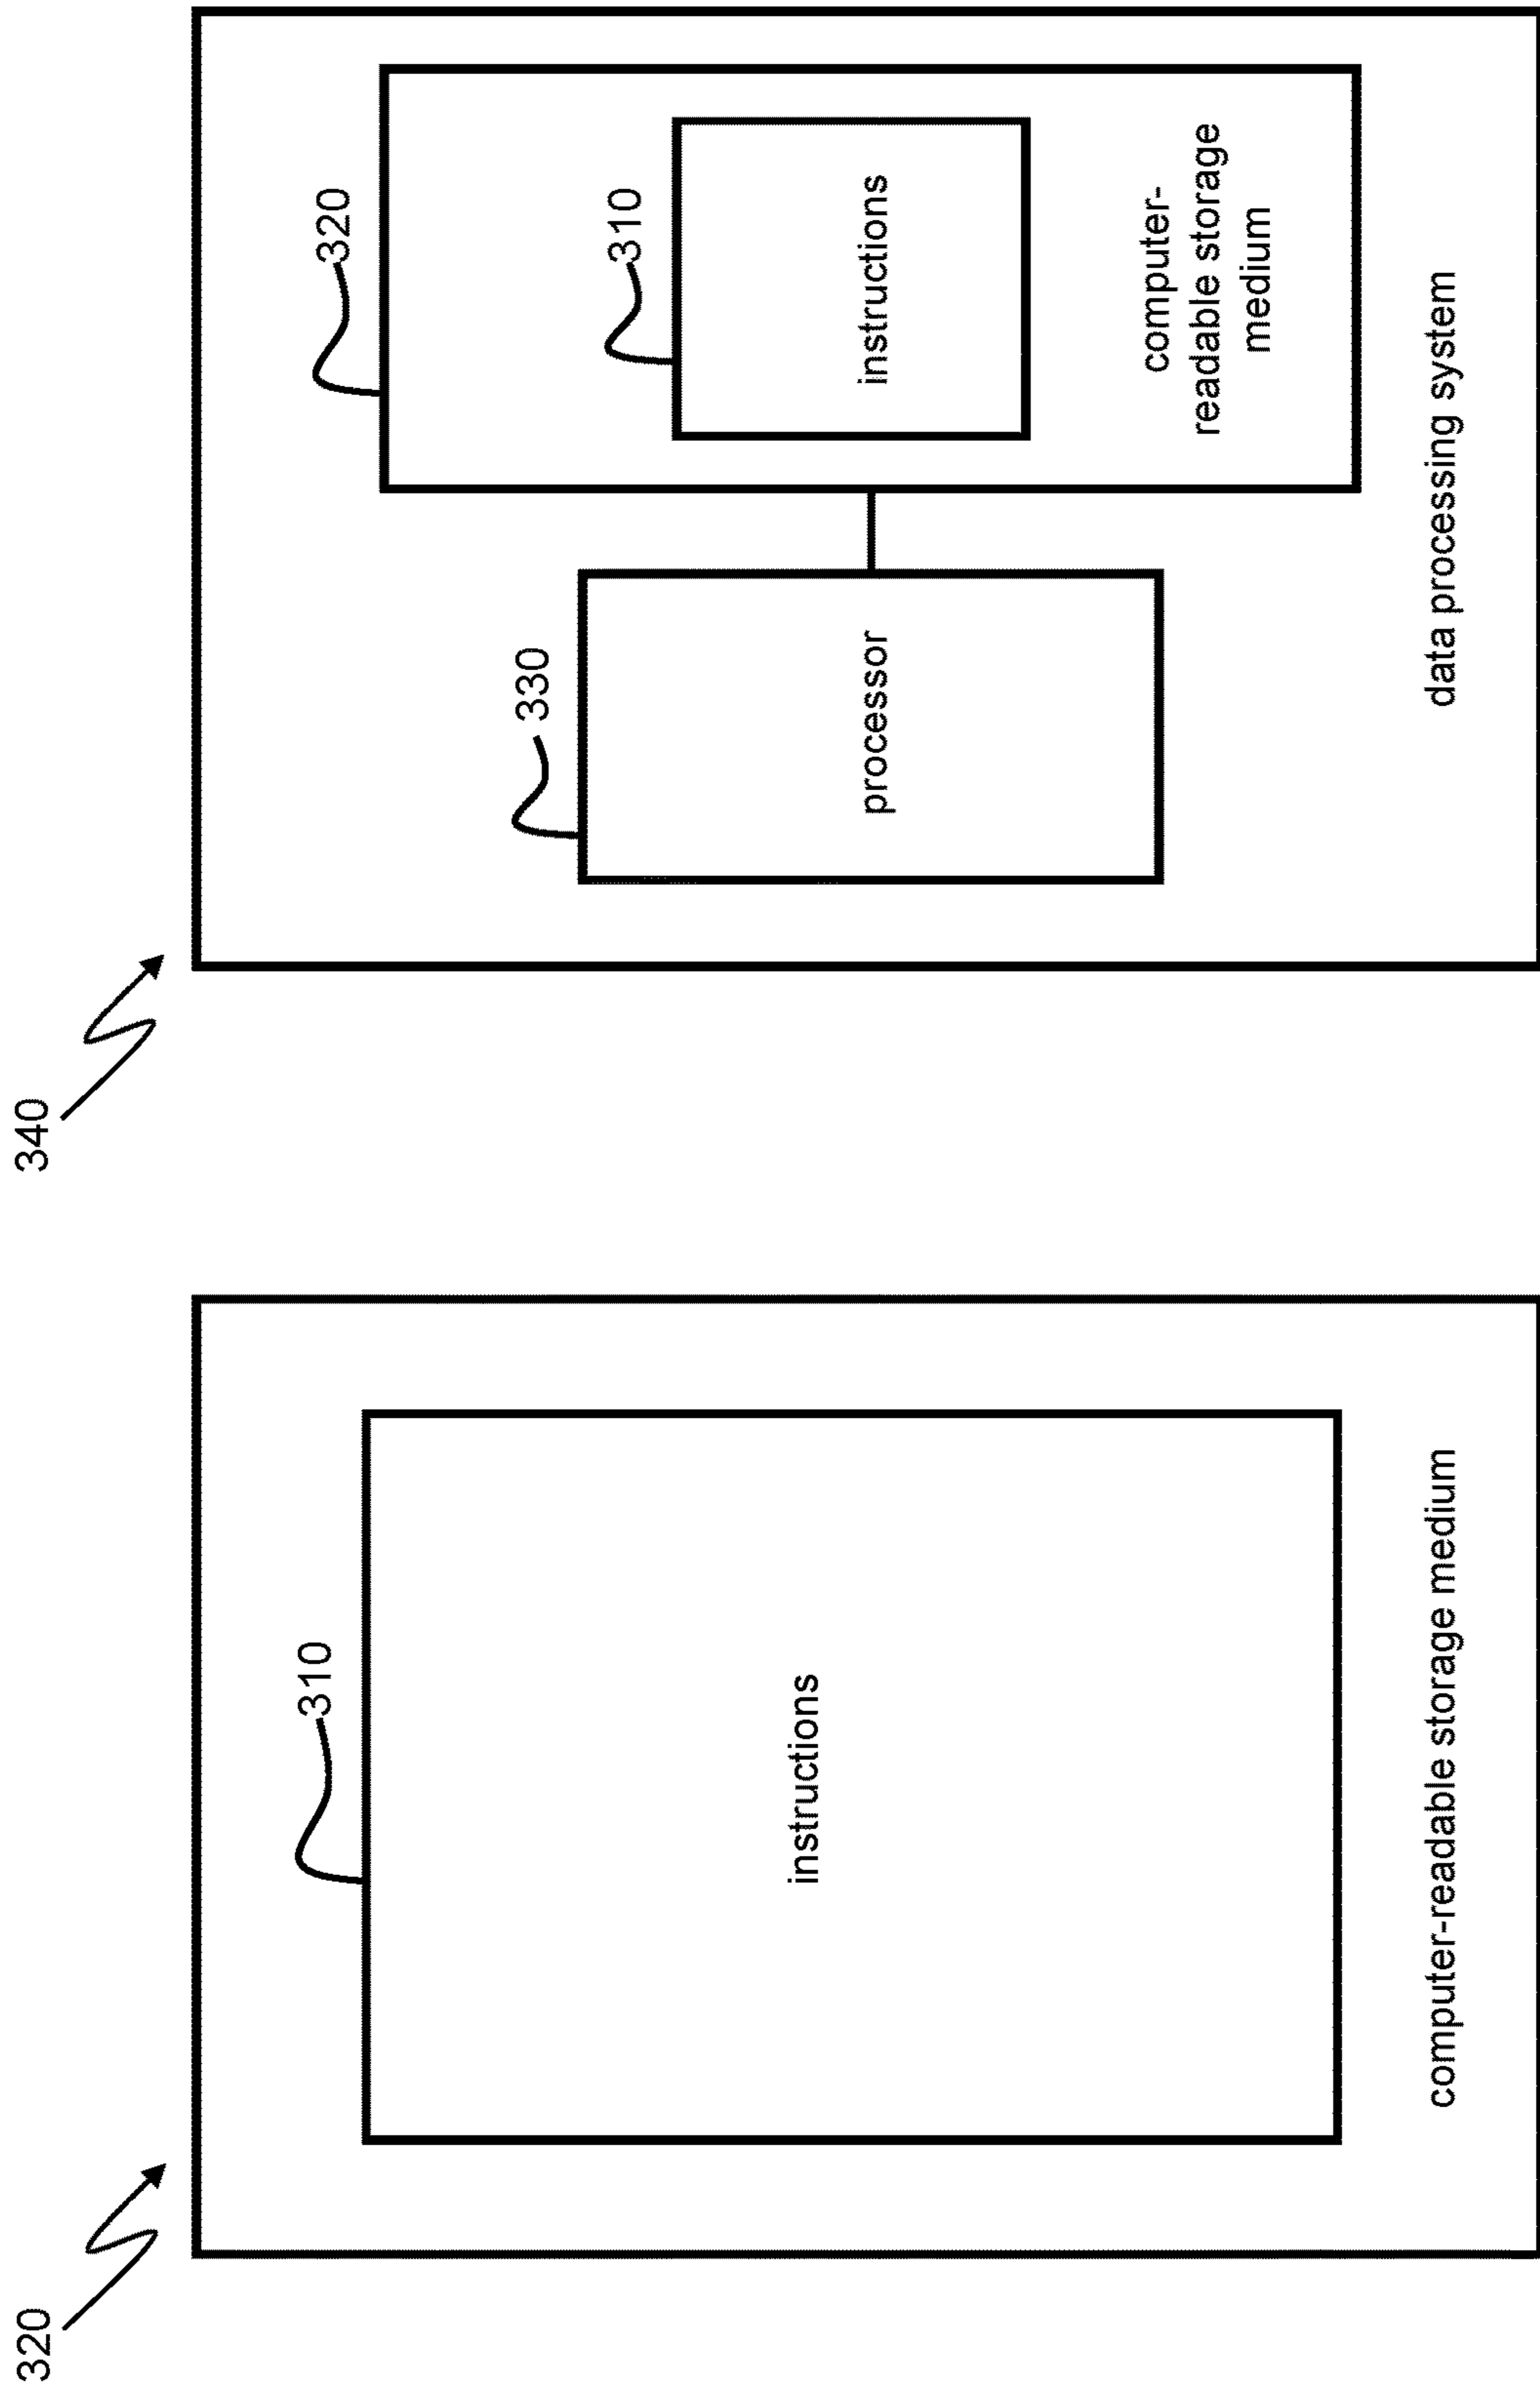 320
310
instructions
computer-readable storage medium
340
330
processor
320
310
instructions
computer-
readable storage
medium
data processing system